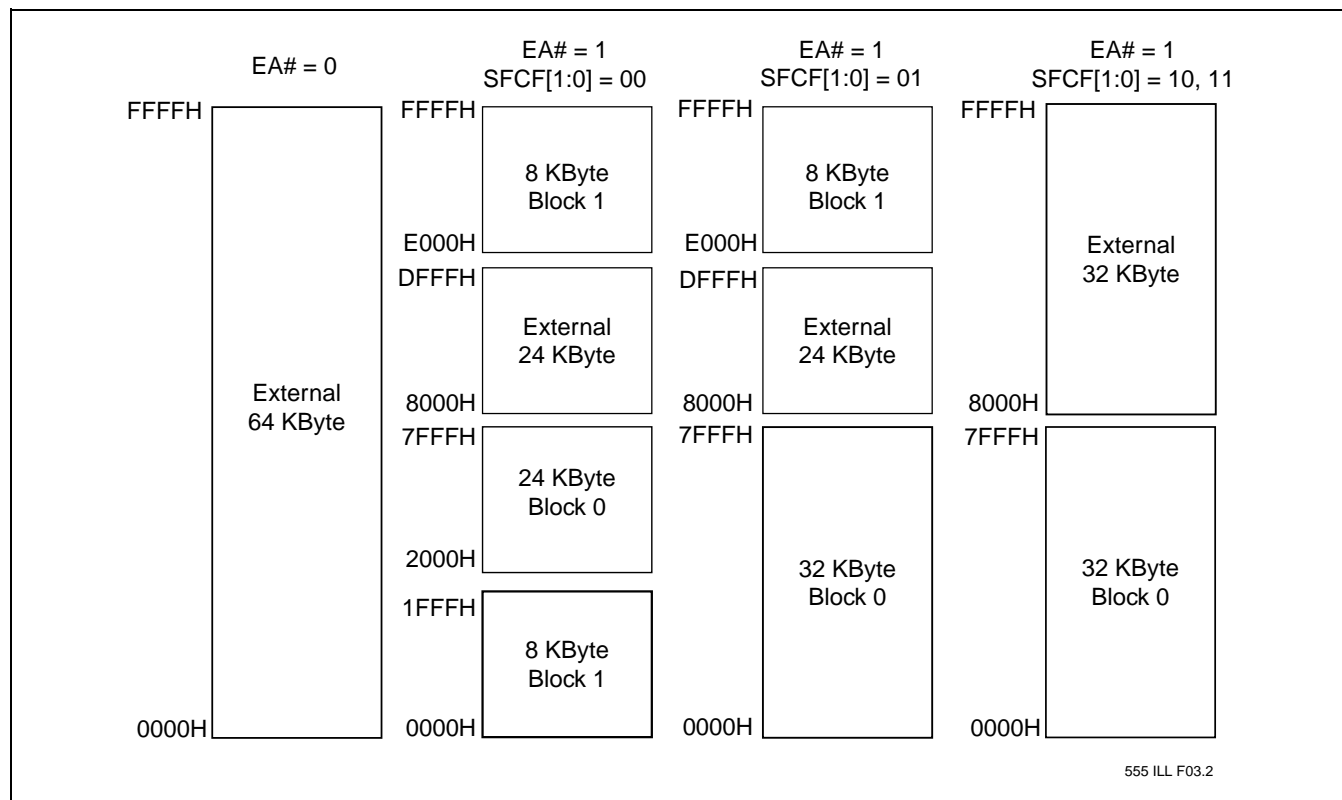 EA# = 0
FFFFH
External
64 KByte
0000H
EA# = 1
SFCF[1:0] = 00
FFFFH
8 KByte
Block 1
E000H
DFFFH
External
24 KByte
8000H
7FFFH
24 KByte
Block 0
2000H
1FFFH
8 KByte
Block 1
0000H
EA# = 1
SFCF[1:0] = 01
FFFFH
8 KByte
Block 1
E000H
DFFFH
External
24 KByte
8000H
7FFFH
32 KByte
Block 0
0000H
EA# = 1
SFCF[1:0] = 10, 11
FFFFH
External
32 KByte
8000H
7FFFH
32 KByte
Block 0
0000H
555 ILL F03.2